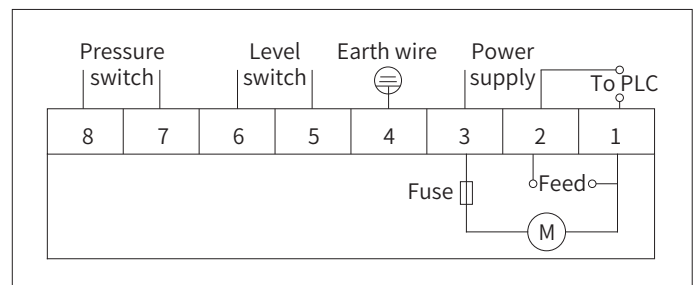 Pressure switch
Level switch
Earth wire
Power supply
To PLC
8 7 6 5 4 3 2 1
Fuse
Feed
M